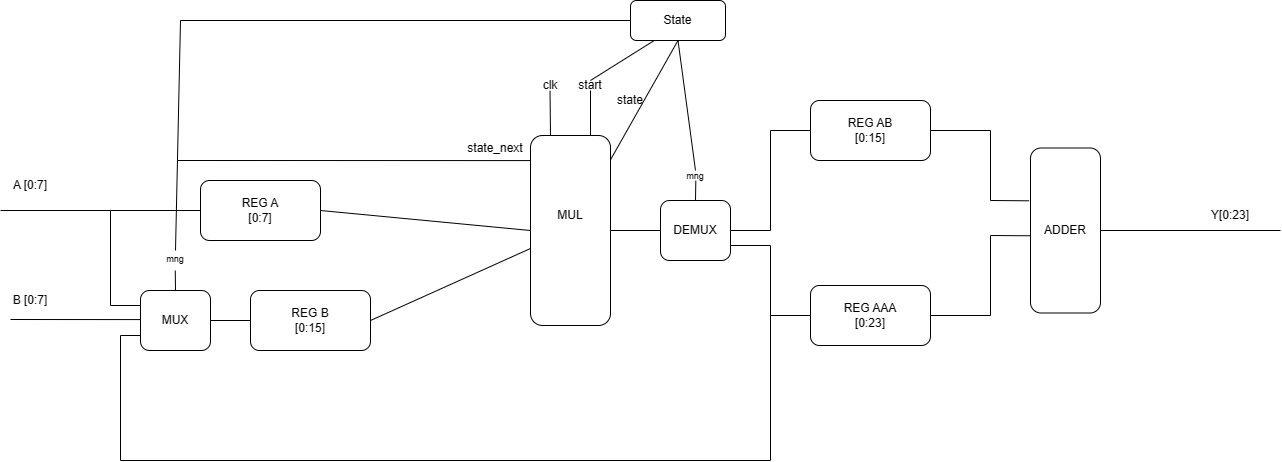 State
clk
start
state
REG AB
[0:15]
state_next
mng
A [0:7]
REG A
[0:7]
MUL
DEMUX
ADDER
Y[0:23]
mng
B [0:7]
MUX
REG B
[0:15]
REG AAA
[0:23]